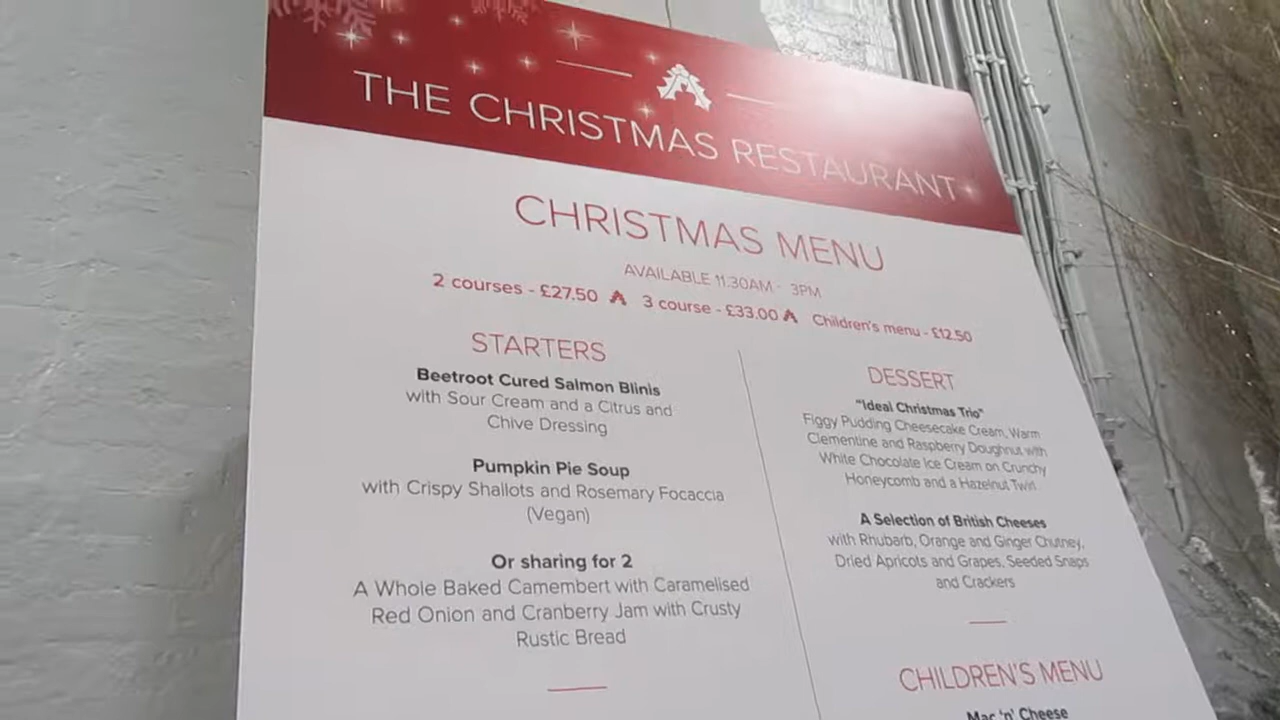 THE CHRISTMAS RESTAURANT
CHRISTMAS MENU
AVAILABLE 11.30AM - 3PM
2 courses - £27.50 3 course - £33.00 Children's menu - £12.50
STARTERS
Beetroot Cured Salmon Blinis
with Sour Cream and a Citrus and
Chive Dressing
Pumpkin Pie Soup
with Crispy Shallots and Rosemary Focaccia
(Vegan)
Or sharing for 2
A Whole Baked Camembert with Caramelised
Red Onion and Cranberry Jam with Crusty
Rustic Bread
DESSERT
"Ideal Christmas Trio"
Figgy Pudding Cheesecake Cream, Warm
Clementine and Raspberry Doughnut with
White Chocolate Ice Cream on Crunchy
Honeycomb and a Hazelnut Twirl
A Selection of British Cheeses
with Rhubarb, Orange and Ginger Chutney,
Dried Apricots and Grapes, Seeded Snaps
and Crackers
CHILDREN'S MENU
Mac 'n' Cheese